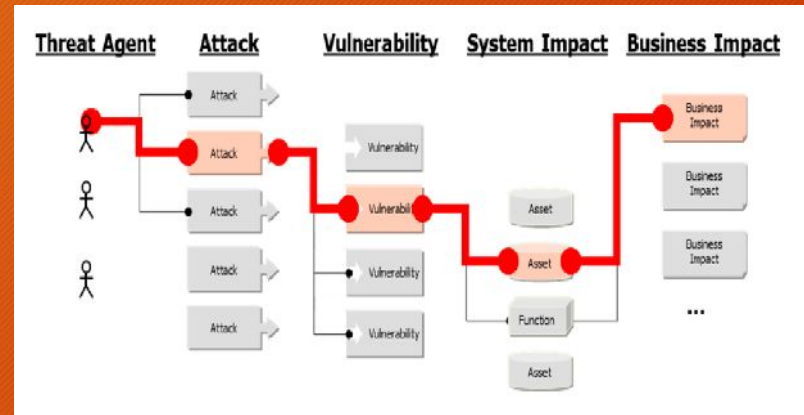 Threat Agent
Attack
Vulnerability
System Impact
Business Impact
Attack
Attack
Attack
Attack
Attack
Vulnerability
Vulnerability
Vulnerability
Vulnerability
Asset
Asset
Function
Asset
Business
Impact
Business
Impact
Business
Impact
...